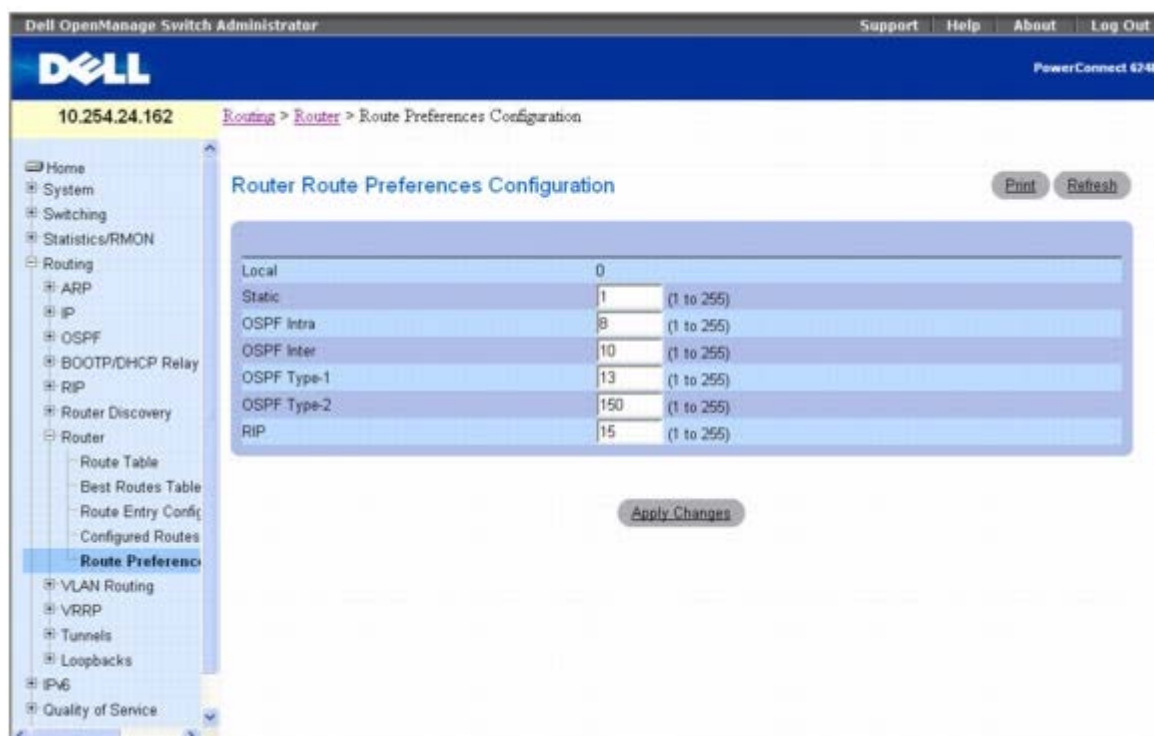 Dell OpenManage Switch Administrator
Support Help About Log Out
DELL
PowerConnect 6248
10.254.24.162
Routing > Router > Route Preferences Configuration
Home
System
Switching
Statistics/RMON
Routing
ARP
IP
OSPF
BOOTP/DHCP Relay
RIP
Router Discovery
Router
Route Table
Best Routes Table
Route Entry Config
Configured Routes
Route Preferenc
VLAN Routing
VRRP
Tunnels
Loopbacks
IPv6
Quality of Service
Router Route Preferences Configuration
Print Refresh
Local 0
Static 1 (1 to 255)
OSPF Intra 8 (1 to 255)
OSPF Inter 10 (1 to 255)
OSPF Type-1 13 (1 to 255)
OSPF Type-2 150 (1 to 255)
RIP 15 (1 to 255)
Apply Changes